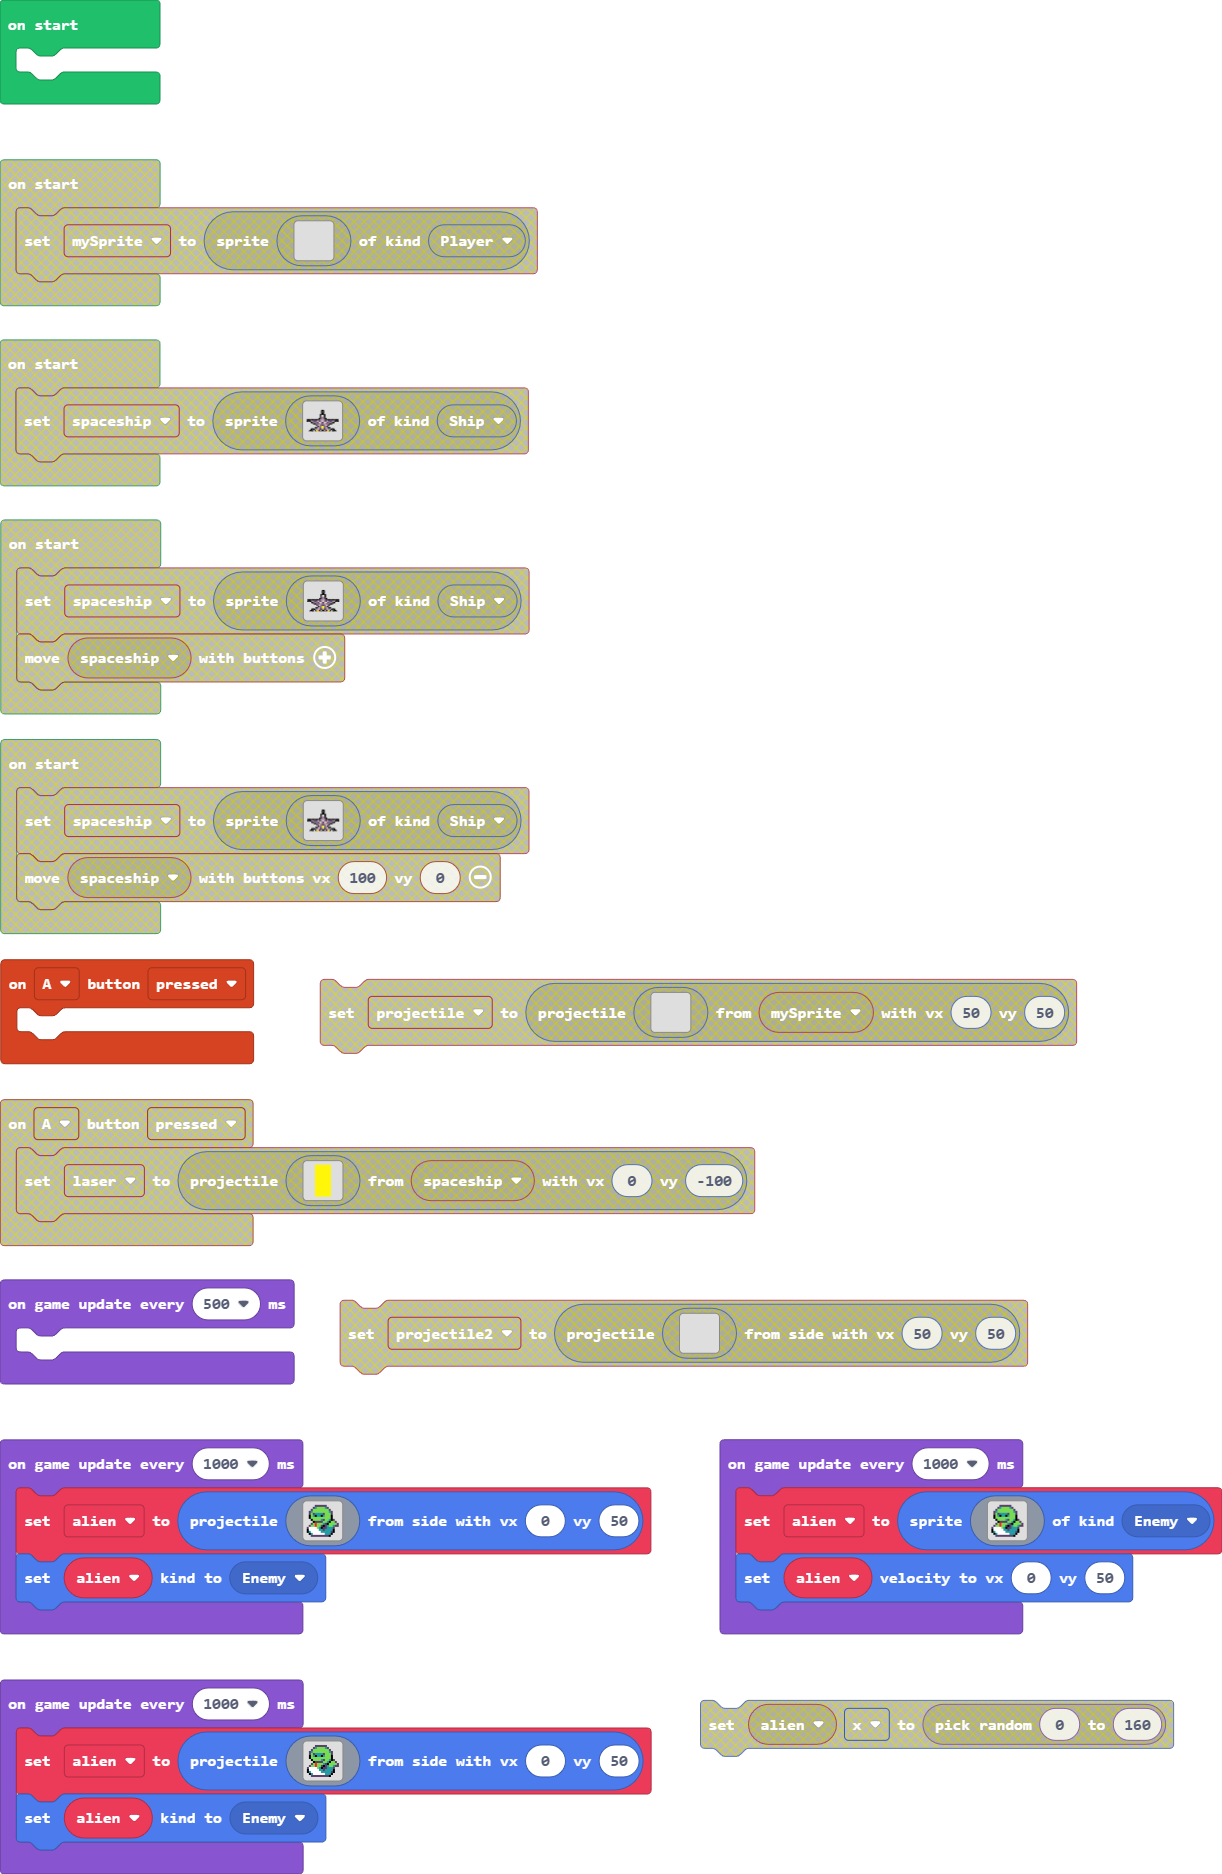 on start
on start
set mySprite to sprite of kind Player
on start
set spaceship to sprite of kind Ship
on start
set spaceship to sprite of kind Ship
move spaceship with buttons
on start
set spaceship to sprite of kind Ship
move spaceship with buttons vx 100 vy 0
on A button pressed
set projectile to projectile from mySprite with vx 50 vy 50
on A button pressed
set laser to projectile from spaceship with vx 0 vy -100
on game update every 500 ms
set projectile2 to projectile from side with vx 50 vy 50
on game update every 1000 ms
set alien to projectile from side with vx 0 vy 50
set alien kind to Enemy
on game update every 1000 ms
set alien to sprite of kind Enemy
set alien velocity to vx 0 vy 50
on game update every 1000 ms
set alien to projectile from side with vx 0 vy 50
set alien kind to Enemy
set alien x to pick random 0 to 160